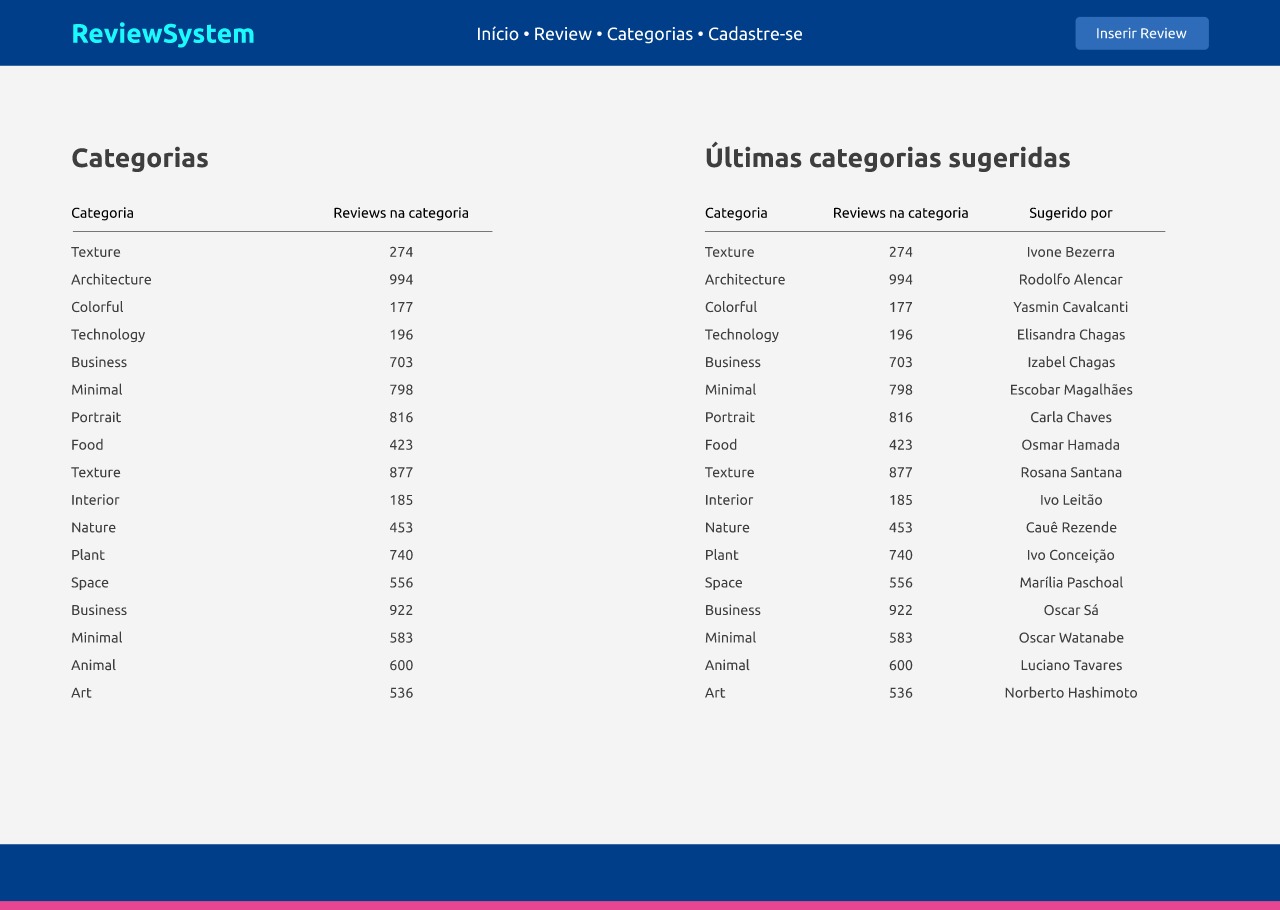 ReviewSystem
Início • Review • Categorias • Cadastre-se
Inserir Review
Categorias
Categoria Reviews na categoria
Texture 274
Architecture 994
Colorful 177
Technology 196
Business 703
Minimal 798
Portrait 816
Food 423
Texture 877
Interior 185
Nature 453
Plant 740
Space 556
Business 922
Minimal 583
Animal 600
Art 536
Últimas categorias sugeridas
Categoria Reviews na categoria Sugerido por
Texture 274 Ivone Bezerra
Architecture 994 Rodolfo Alencar
Colorful 177 Yasmin Cavalcanti
Technology 196 Elisandra Chagas
Business 703 Izabel Chagas
Minimal 798 Escobar Magalhães
Portrait 816 Carla Chaves
Food 423 Osmar Hamada
Texture 877 Rosana Santana
Interior 185 Ivo Leitão
Nature 453 Cauê Rezende
Plant 740 Ivo Conceição
Space 556 Marília Paschoal
Business 922 Oscar Sá
Minimal 583 Oscar Watanabe
Animal 600 Luciano Tavares
Art 536 Norberto Hashimoto